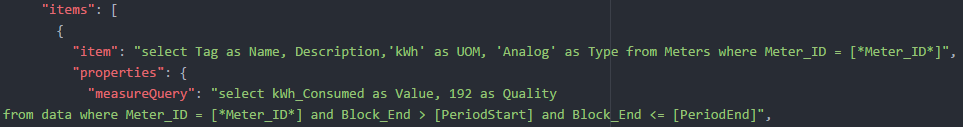 "items": [
{
"item": "select Tag as Name, Description,'kWh' as UOM, 'Analog' as Type from Meters where Meter_ID = [*Meter_ID*]",
"properties": {
"measureQuery": "select kWh_Consumed as Value, 192 as Quality
from data where Meter_ID = [*Meter_ID*] and Block_End > [PeriodStart] and Block_End <= [PeriodEnd]",